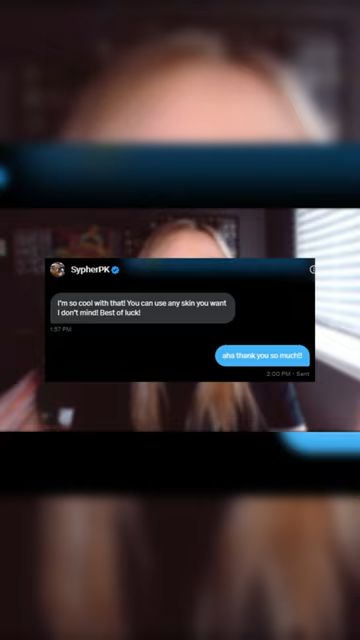 SypherPK
I'm so cool with that! You can use any skin you want
I don't mind! Best of luck!
1:57 PM
aha thank you so much!!
2:00 PM · Sent